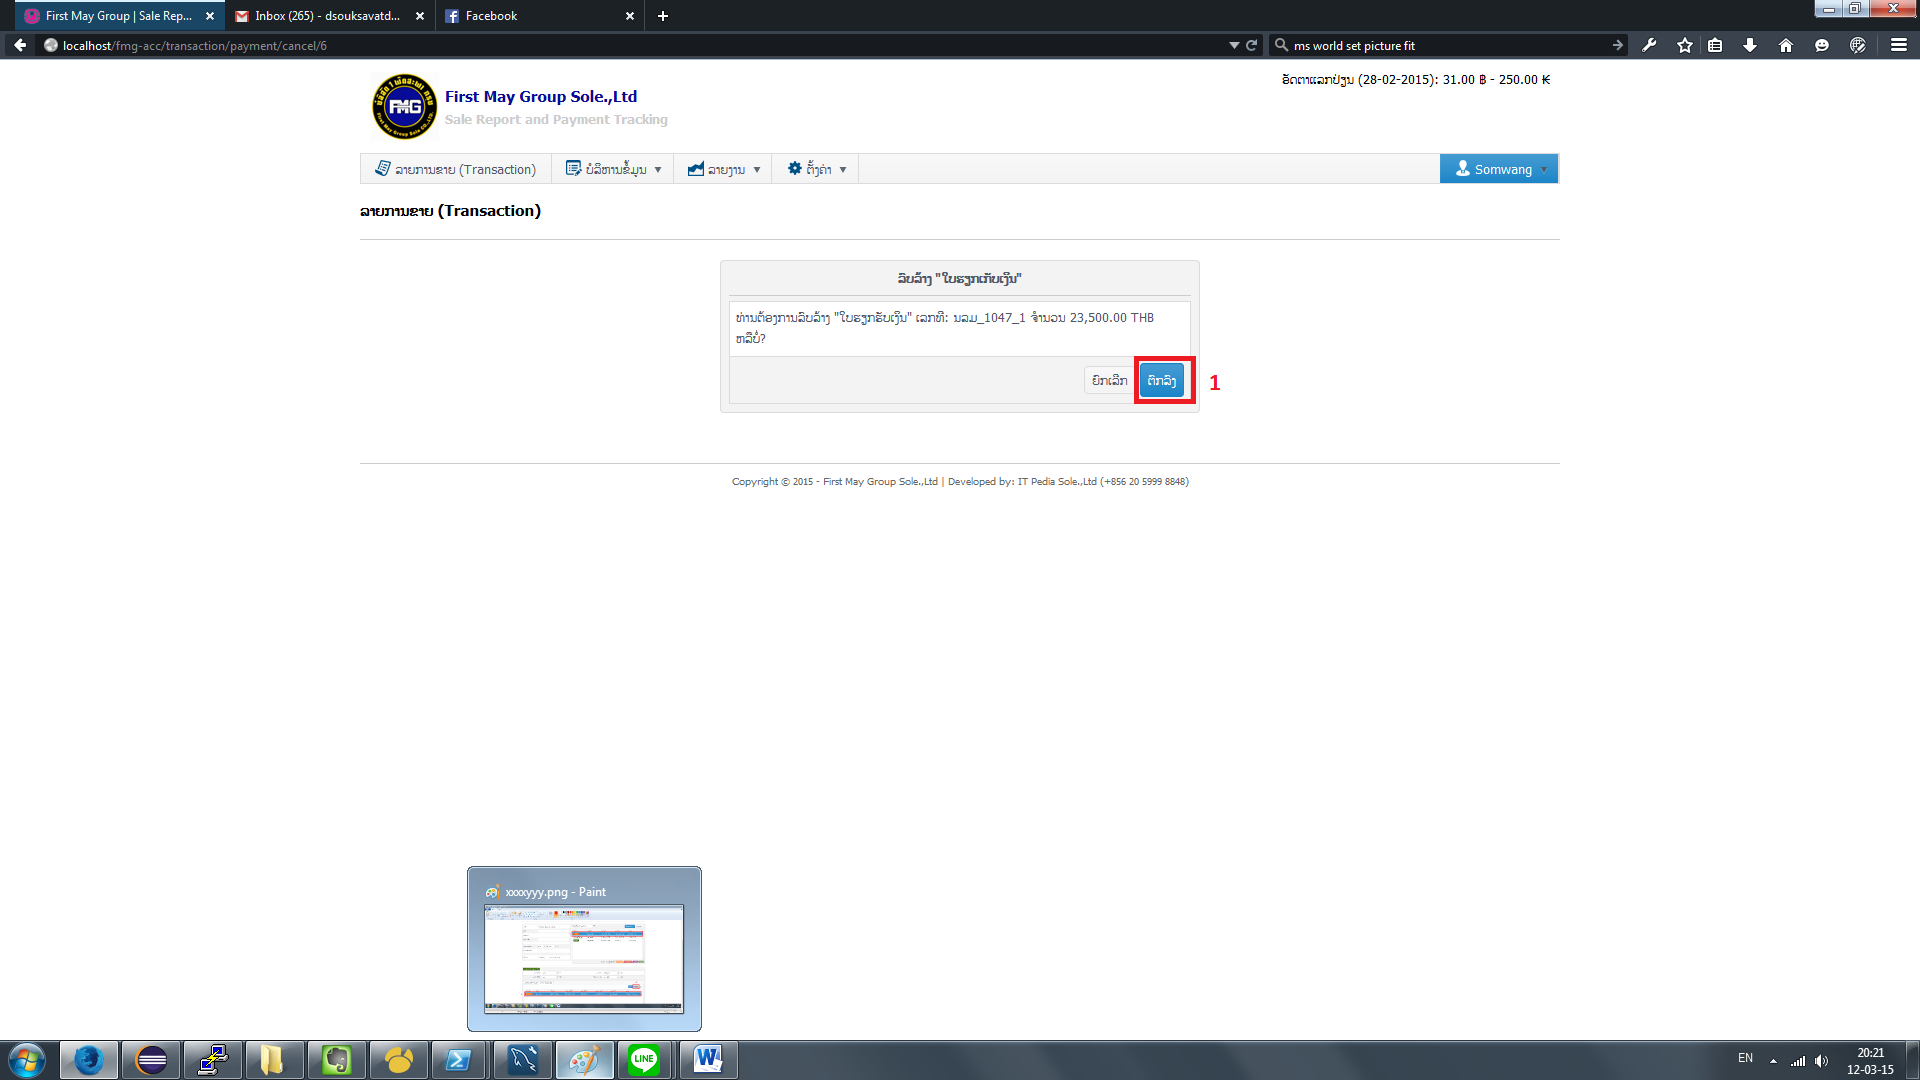 First May Group | Sale Rep...
Inbox (265) - dsouksavatd...
Facebook
localhost/fmg-acc/transaction/payment/cancel/6
ms world set picture fit
FMG
First May Group Sole.,Ltd
Sale Report and Payment Tracking
ອັດຕາແລກປ່ຽນ (28-02-2015): 31.00 ฿ - 250.00 ₭
ລາຍການຂາຍ (Transaction)
ບໍລິຫານຂໍ້ມູນ
ລາຍງານ
ຕັ້ງຄ່າ
Somwang
ລາຍການຂາຍ (Transaction)
ລຶບລ້າງ "ໃບຮຽກເກັບເງິນ"
ທ່ານຕ້ອງການລຶບລ້າງ "ໃບຮຽກຮັບເງິນ" ເລກທີ: ນລມ_1047_1 ຈຳນວນ 23,500.00 THB
ຫລືບໍ່?
ຍົກເລີກ
ຕົກລົງ
1
Copyright © 2015 - First May Group Sole.,Ltd | Developed by: IT Pedia Sole.,Ltd (+856 20 5999 8848)
xxxxyyy.png - Paint
LINE
EN
20:21
12-03-15